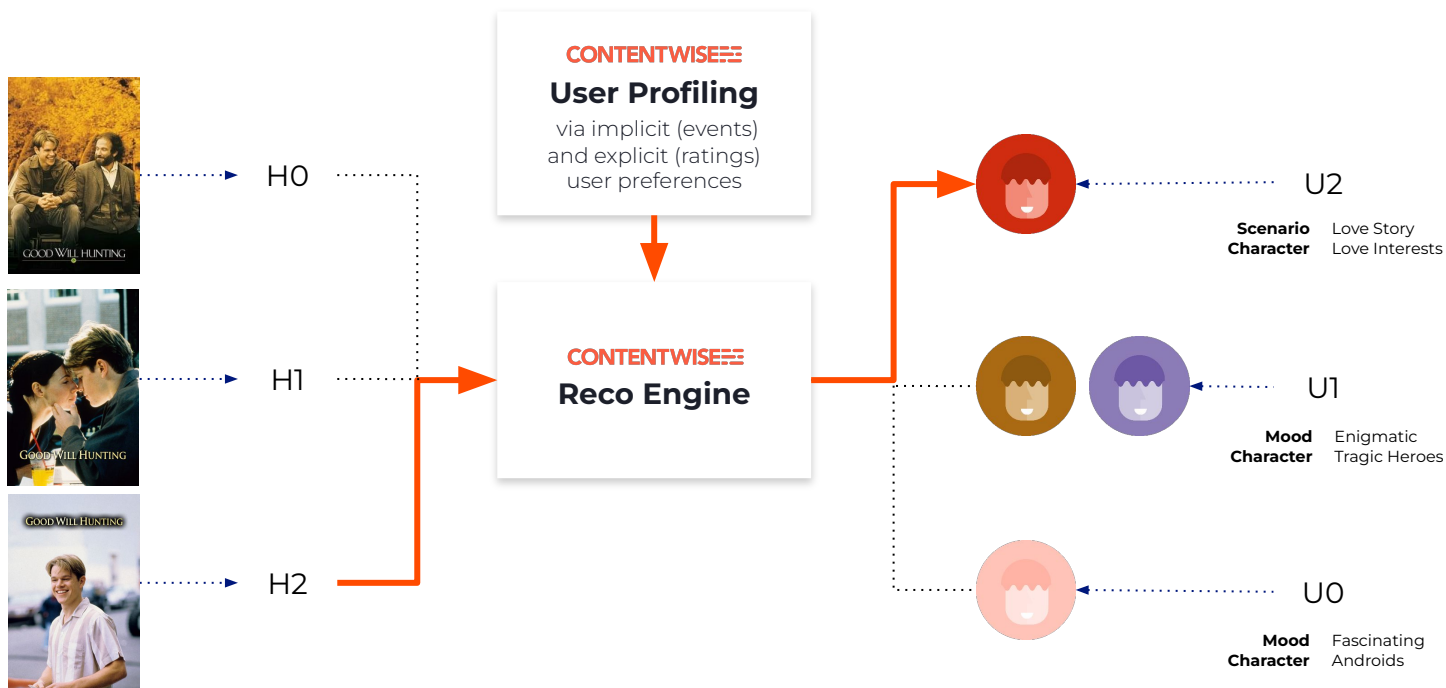 CONTENTWISE
User Profiling
via implicit (events)
and explicit (ratings)
user preferences
GOOD WILL HUNTING
H0
GOOD WILL HUNTING
H1
GOOD WILL HUNTING
H2
CONTENTWISE
Reco Engine
U2
Scenario Love Story
Character Love Interests
U1
Mood Enigmatic
Character Tragic Heroes
U0
Mood Fascinating
Character Androids